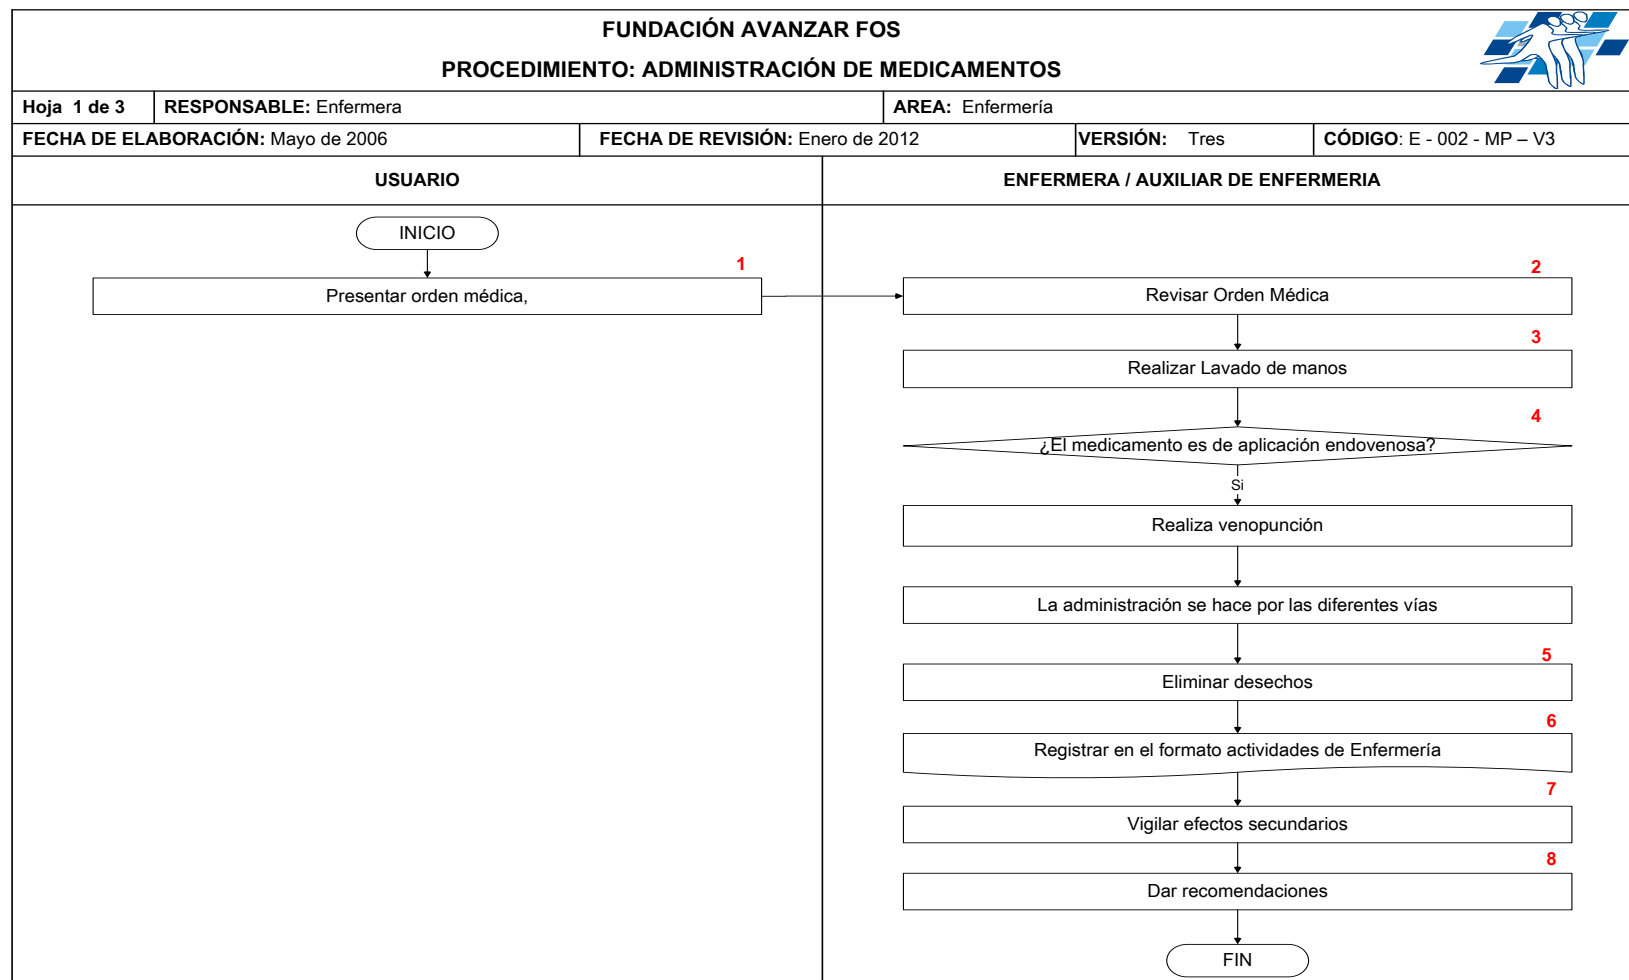 FUNDACIÓN AVANZAR FOS
PROCEDIMIENTO: ADMINISTRACIÓN DE MEDICAMENTOS
Hoja 1 de 3 RESPONSABLE: Enfermera AREA: Enfermería
FECHA DE ELABORACIÓN: Mayo de 2006 FECHA DE REVISIÓN: Enero de 2012 VERSIÓN: Tres CÓDIGO: E - 002 - MP – V3
USUARIO ENFERMERA / AUXILIAR DE ENFERMERIA
INICIO
1
Presentar orden médica,
2
Revisar Orden Médica
3
Realizar Lavado de manos
4
¿El medicamento es de aplicación endovenosa?
Si
Realiza venopunción
La administración se hace por las diferentes vías
5
Eliminar desechos
6
Registrar en el formato actividades de Enfermería
7
Vigilar efectos secundarios
8
Dar recomendaciones
FIN